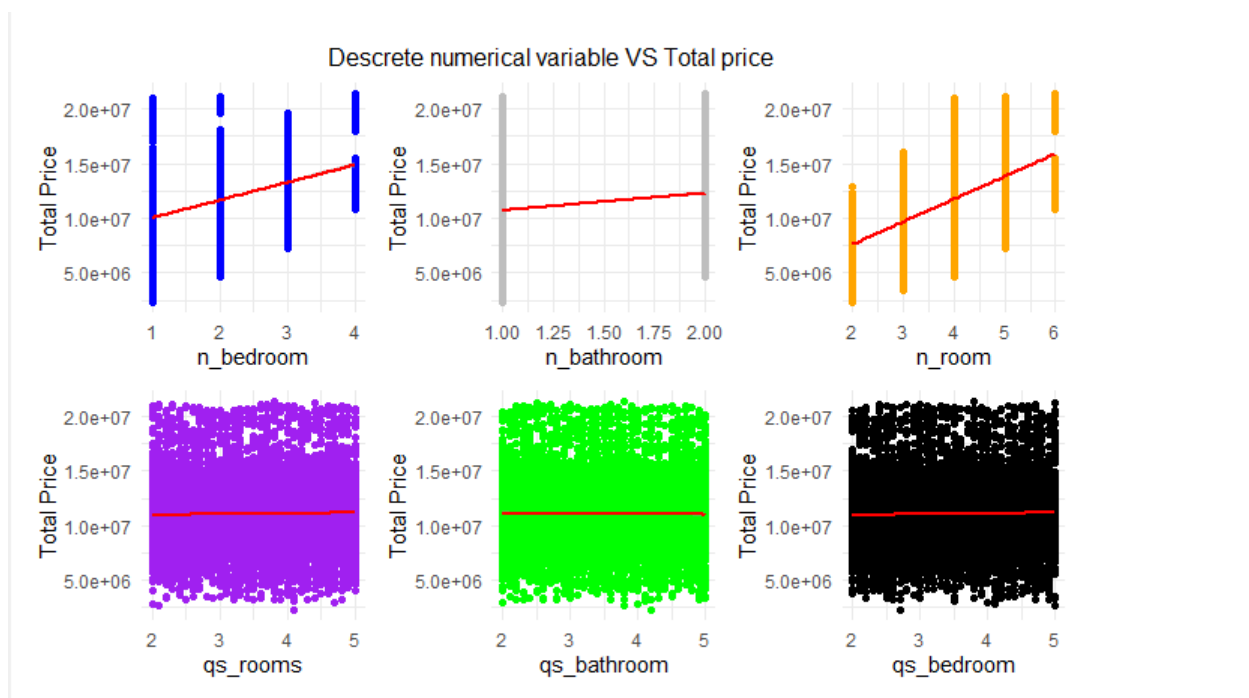 Descrete numerical variable VS Total price
2.0e+07
1.5e+07
1.0e+07
5.0e+06
Total Price
1 2 3 4
n_bedroom
2.0e+07
1.5e+07
1.0e+07
5.0e+06
Total Price
1.00 1.25 1.50 1.75 2.00
n_bathroom
2.0e+07
1.5e+07
1.0e+07
5.0e+06
Total Price
2 3 4 5 6
n_room
2.0e+07
1.5e+07
1.0e+07
5.0e+06
Total Price
2 3 4 5
qs_rooms
2.0e+07
1.5e+07
1.0e+07
5.0e+06
Total Price
2 3 4 5
qs_bathroom
2.0e+07
1.5e+07
1.0e+07
5.0e+06
Total Price
2 3 4 5
qs_bedroom